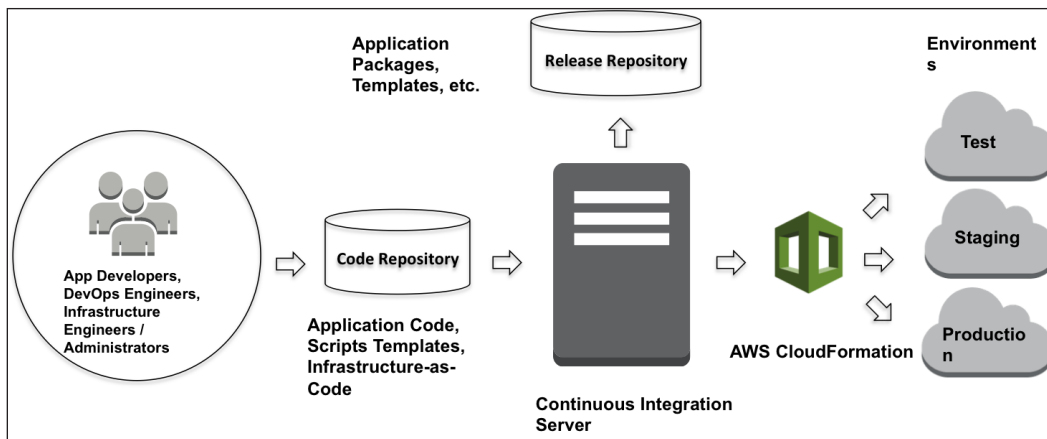 Application
Packages,
Templates, etc.
Release Repository
Environment
s
Test
Staging
Productio
n
App Developers,
DevOps Engineers,
Infrastructure
Engineers /
Administrators
Code Repository
Application Code,
Scripts Templates,
Infrastructure-as-
Code
Continuous Integration
Server
AWS CloudFormation